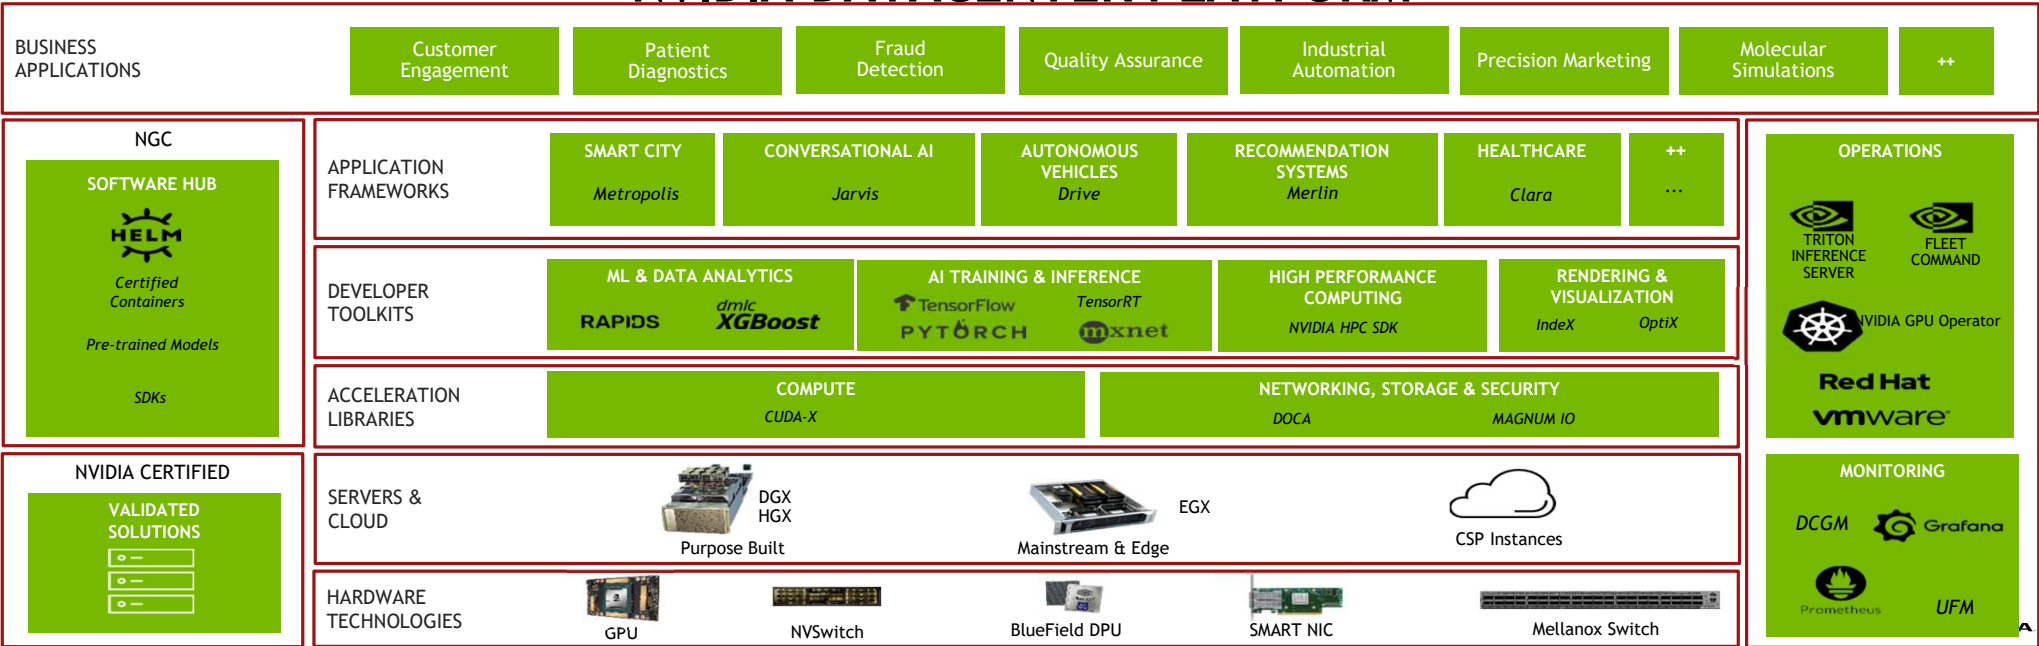 NVIDIA DATACENTER PLATFORM
BUSINESS
APPLICATIONS
Customer
Engagement
Patient
Diagnostics
Fraud
Detection
Quality Assurance
Industrial
Automation
Precision Marketing
Molecular
Simulations
++
NGC
SOFTWARE HUB
HELM
Certified
Containers
Pre-trained Models
SDKs
NVIDIA CERTIFIED
VALIDATED
SOLUTIONS
APPLICATION
FRAMEWORKS
SMART CITY
Metropolis
CONVERSATIONAL AI
Jarvis
AUTONOMOUS
VEHICLES
Drive
RECOMMENDATION
SYSTEMS
Merlin
HEALTHCARE
Clara
++
...
DEVELOPER
TOOLKITS
ML & DATA ANALYTICS
RAPIDS
dmlc
XGBoost
AI TRAINING & INFERENCE
TensorFlow
TensorRT
PYTORCH
mxnet
HIGH PERFORMANCE
COMPUTING
NVIDIA HPC SDK
RENDERING &
VISUALIZATION
IndeX
OptiX
ACCELERATION
LIBRARIES
COMPUTE
CUDA-X
NETWORKING, STORAGE & SECURITY
DOCA
MAGNUM IO
SERVERS &
CLOUD
DGX
HGX
Purpose Built
EGX
Mainstream & Edge
CSP Instances
HARDWARE
TECHNOLOGIES
GPU
NVSwitch
BlueField DPU
SMART NIC
Mellanox Switch
OPERATIONS
TRITON
INFERENCE
SERVER
FLEET
COMMAND
NVIDIA GPU Operator
Red Hat
vmware
MONITORING
DCGM
Grafana
Prometheus
UFM